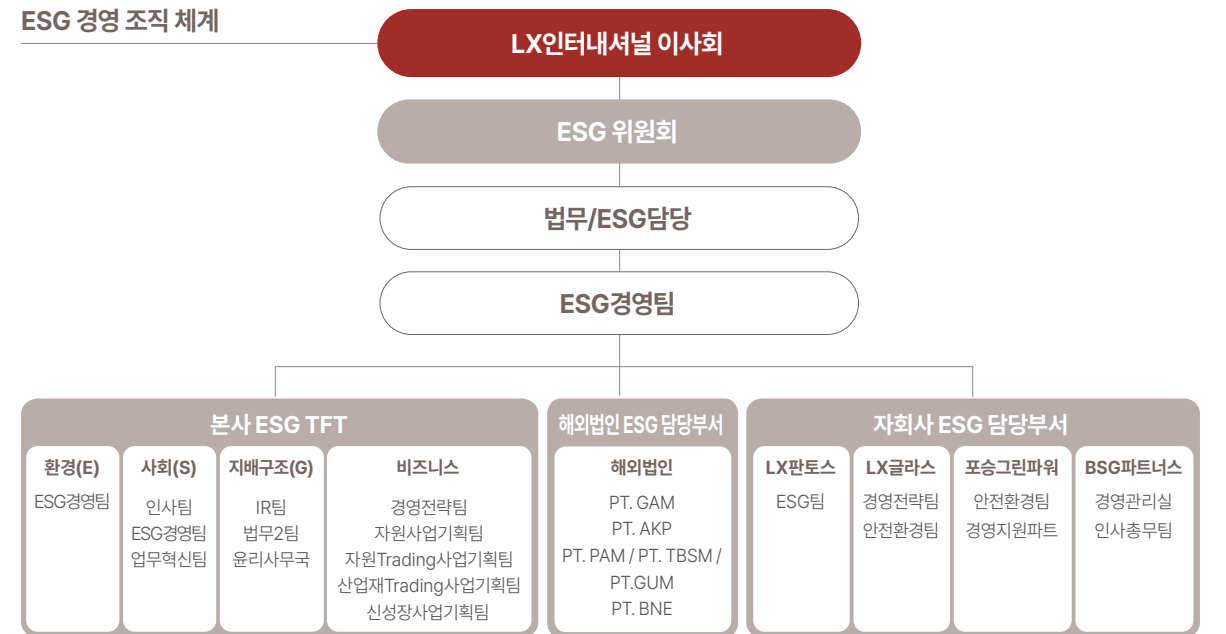 ESG 경영 조직 체계
LX인터내셔널 이사회
ESG 위원회
법무/ESG담당
ESG경영팀
본사 ESG TFT
환경(E)
ESG경영팀
사회(S)
인사팀
ESG경영팀
업무혁신팀
지배구조(G)
IR팀
법무2팀
윤리사무국
비즈니스
경영전략팀
자원사업기획팀
자원Trading사업기획팀
산업재Trading사업기획팀
신성장사업기획팀
해외법인 ESG 담당부서
해외법인
PT. GAM
PT. AKP
PT. PAM / PT. TBSM /
PT.GUM
PT. BNE
자회사 ESG 담당부서
LX판토스
ESG팀
LX글라스
경영전략팀
안전환경팀
포승그린파워
안전환경팀
경영지원파트
BSG파트너스
경영관리실
인사총무팀